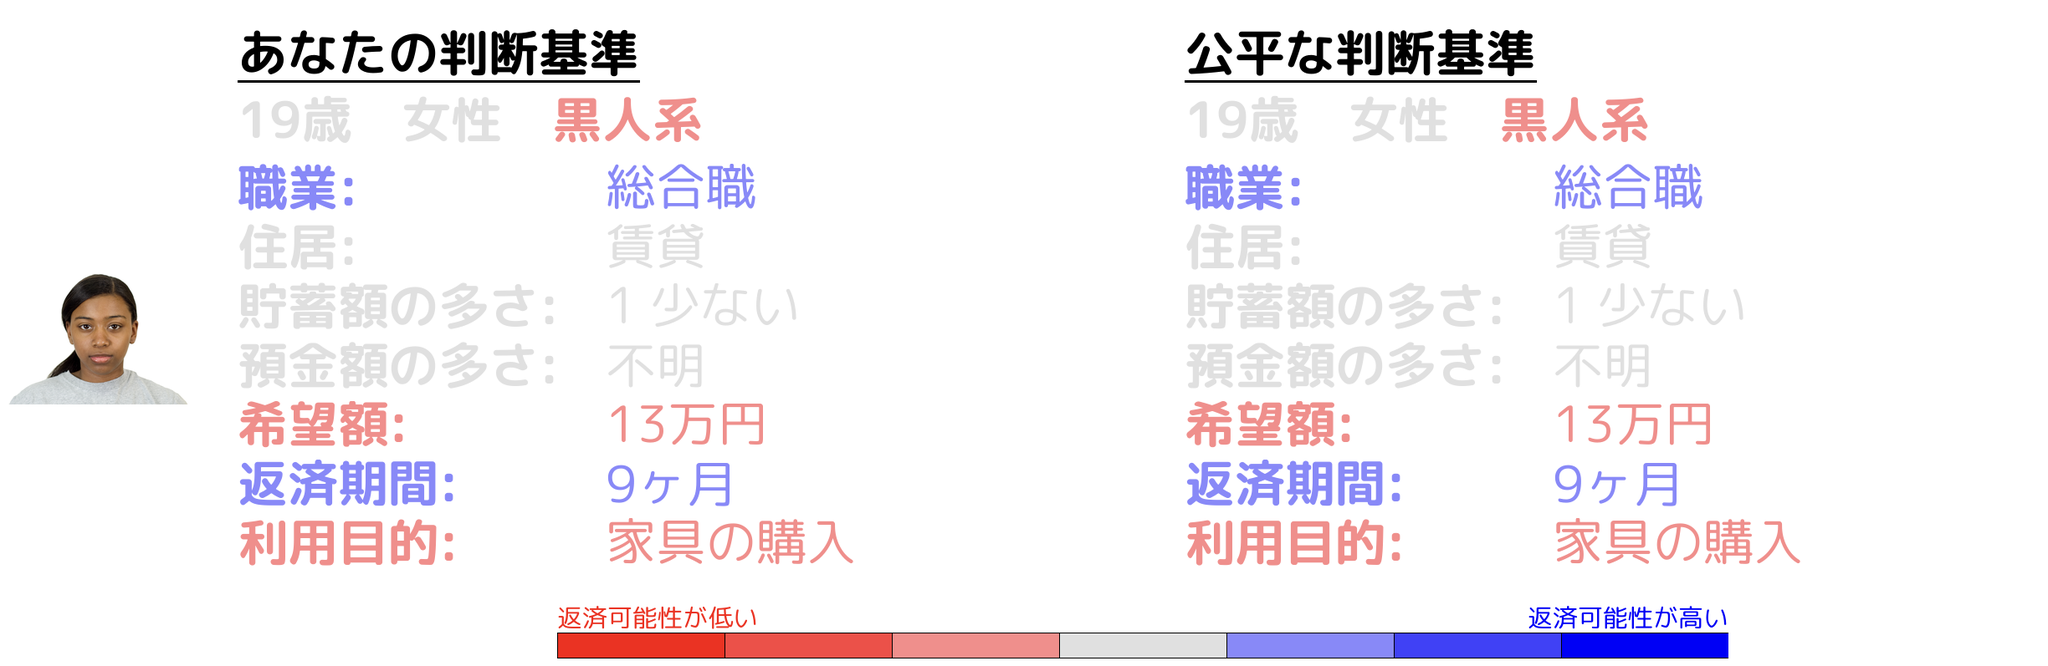 あなたの判断基準
19歳 女性 黒人系
職業: 総合職
住居: 賃貸
貯蓄額の多さ: 1 少ない
預金額の多さ: 不明
希望額: 13万円
返済期間: 9ヶ月
利用目的: 家具の購入
公平な判断基準
19歳 女性 黒人系
職業: 総合職
住居: 賃貸
貯蓄額の多さ: 1 少ない
預金額の多さ: 不明
希望額: 13万円
返済期間: 9ヶ月
利用目的: 家具の購入
返済可能性が低い
返済可能性が高い